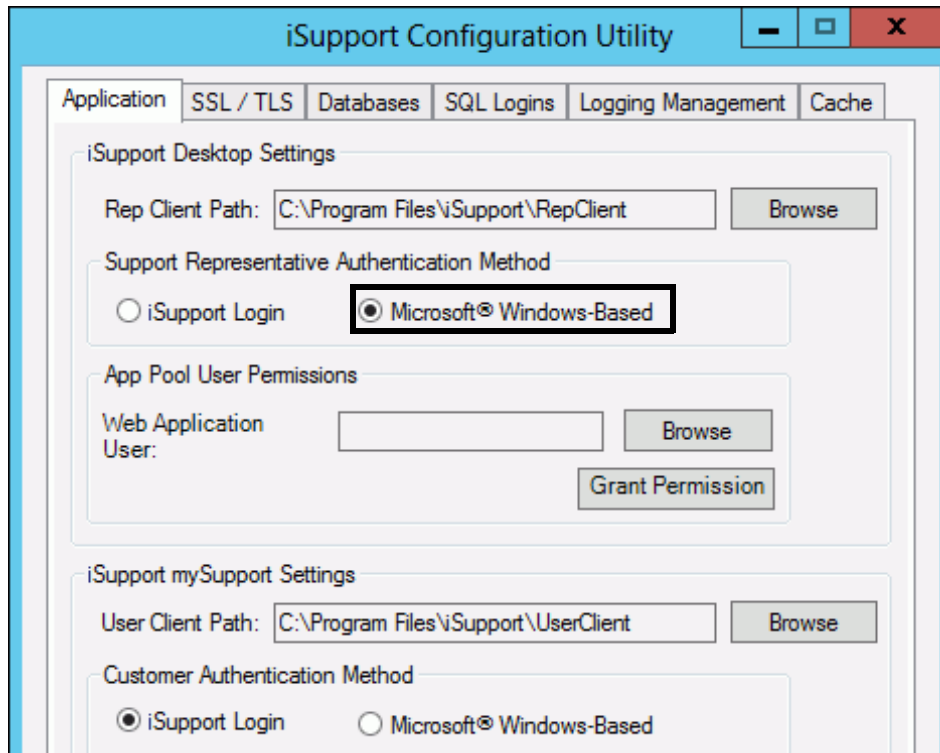 iSupport Configuration Utility
Application SSL / TLS Databases SQL Logins Logging Management Cache
iSupport Desktop Settings
Rep Client Path: C:\Program Files\iSupport\RepClient Browse
Support Representative Authentication Method
iSupport Login Microsoft® Windows-Based
App Pool User Permissions
Web Application
User:
Browse
Grant Permission
iSupport mySupport Settings
User Client Path: C:\Program Files\iSupport\UserClient Browse
Customer Authentication Method
iSupport Login Microsoft® Windows-Based